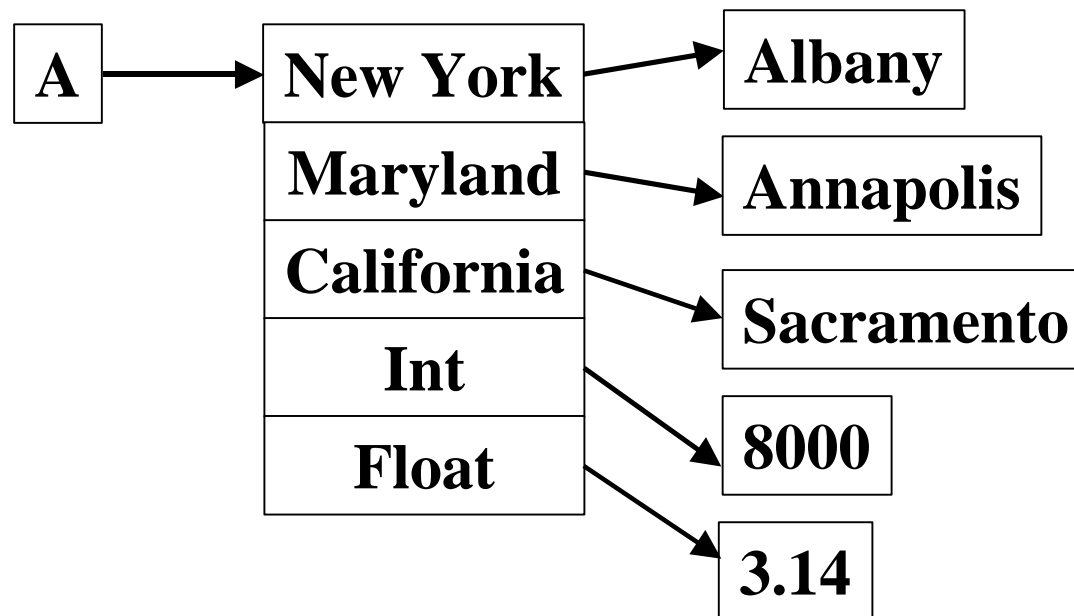 A
New York
Albany
Maryland
Annapolis
California
Sacramento
Int
8000
Float
3.14